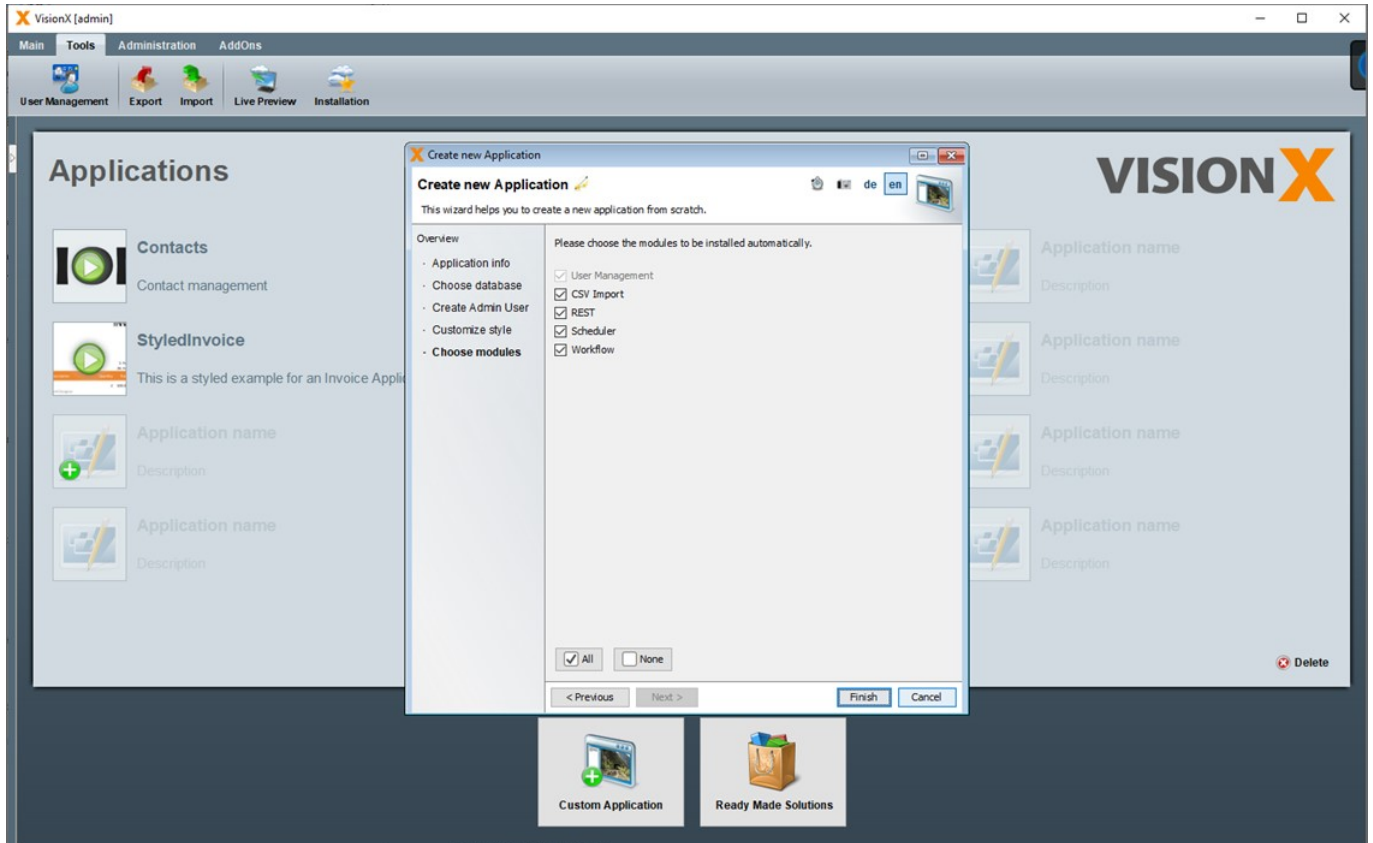 VisionX [admin]
Main Tools Administration AddOns
User Management Export Import Live Preview Installation
Applications
VISIONX
Contacts
Contact management
StyledInvoice
This is a styled example for an Invoice Applic
Application name
Description
Application name
Description
Create new Application
Create new Application
de en
This wizard helps you to create a new application from scratch.
Overview
· Application info
· Choose database
· Create Admin User
· Customize style
· Choose modules
Please choose the modules to be installed automatically.
User Management
CSV Import
REST
Scheduler
Workflow
All None
< Previous Next > Finish Cancel
Application name
Description
Application name
Description
Application name
Description
Application name
Description
Delete
Custom Application Ready Made Solutions